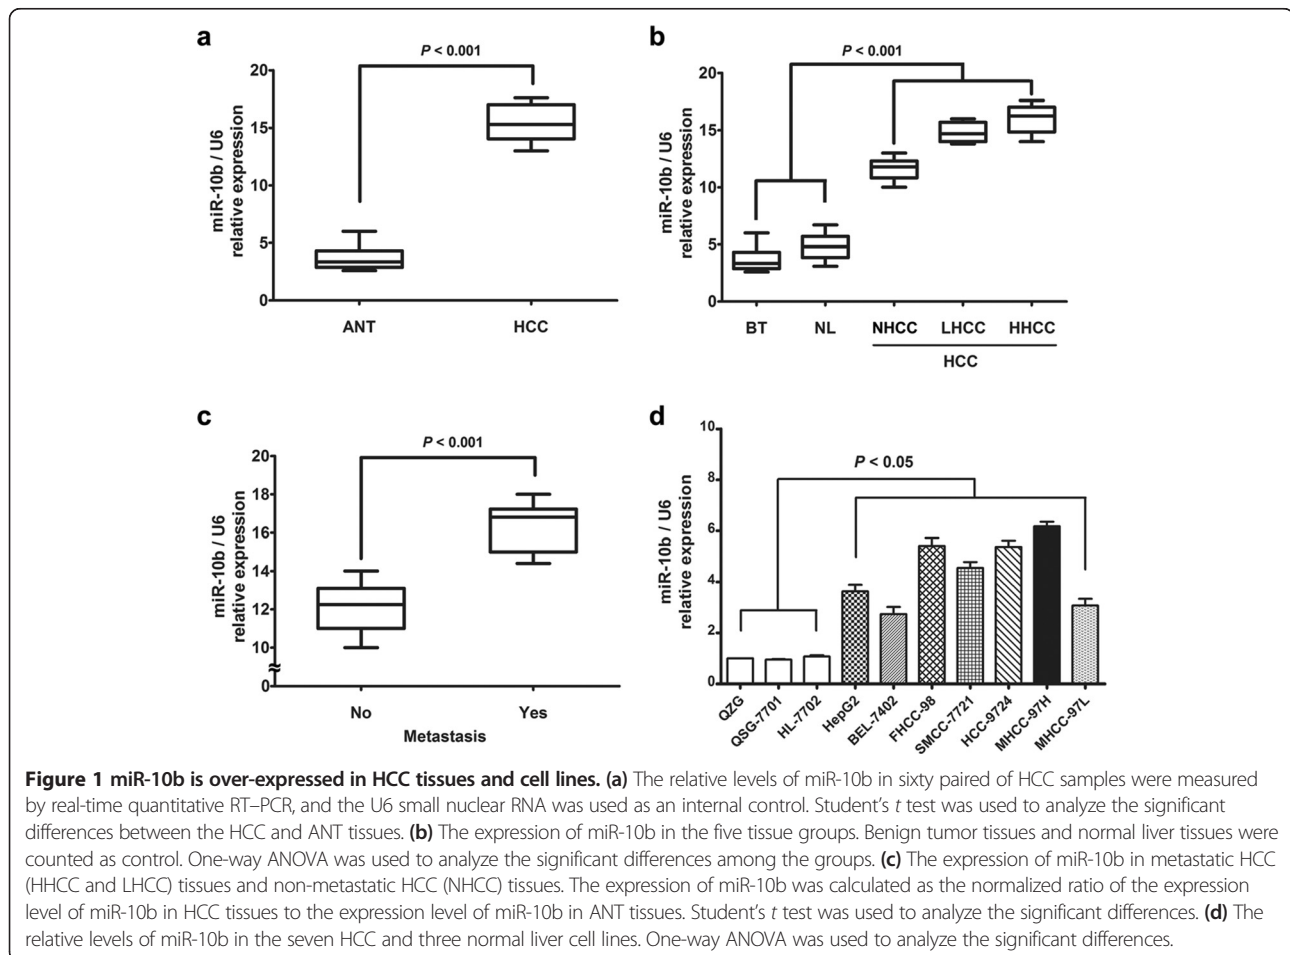 a
P < 0.001
miR-10b / U6
relative expression
20
15
10
5
0
ANT
HCC
b
P < 0.001
miR-10b / U6
relative expression
20
15
10
5
0
BT
NL
NHCC
LHCC
HHCC
HCC
c
P < 0.001
miR-10b / U6
relative expression
20
18
16
14
12
10
0
No
Yes
Metastasis
d
P < 0.05
miR-10b / U6
relative expression
10
8
6
4
2
0
QZG
QSG-7701
HL-7702
HepG2
BEL-7402
FHCC-98
SMCC-7721
HCC-9724
MHCC-97H
MHCC-97L
Figure 1 miR-10b is over-expressed in HCC tissues and cell lines. (a) The relative levels of miR-10b in sixty paired of HCC samples were measured
by real-time quantitative RT–PCR, and the U6 small nuclear RNA was used as an internal control. Student's t test was used to analyze the significant
differences between the HCC and ANT tissues. (b) The expression of miR-10b in the five tissue groups. Benign tumor tissues and normal liver tissues were
counted as control. One-way ANOVA was used to analyze the significant differences among the groups. (c) The expression of miR-10b in metastatic HCC
(HHCC and LHCC) tissues and non-metastatic HCC (NHCC) tissues. The expression of miR-10b was calculated as the normalized ratio of the expression
level of miR-10b in HCC tissues to the expression level of miR-10b in ANT tissues. Student's t test was used to analyze the significant differences. (d) The
relative levels of miR-10b in the seven HCC and three normal liver cell lines. One-way ANOVA was used to analyze the significant differences.